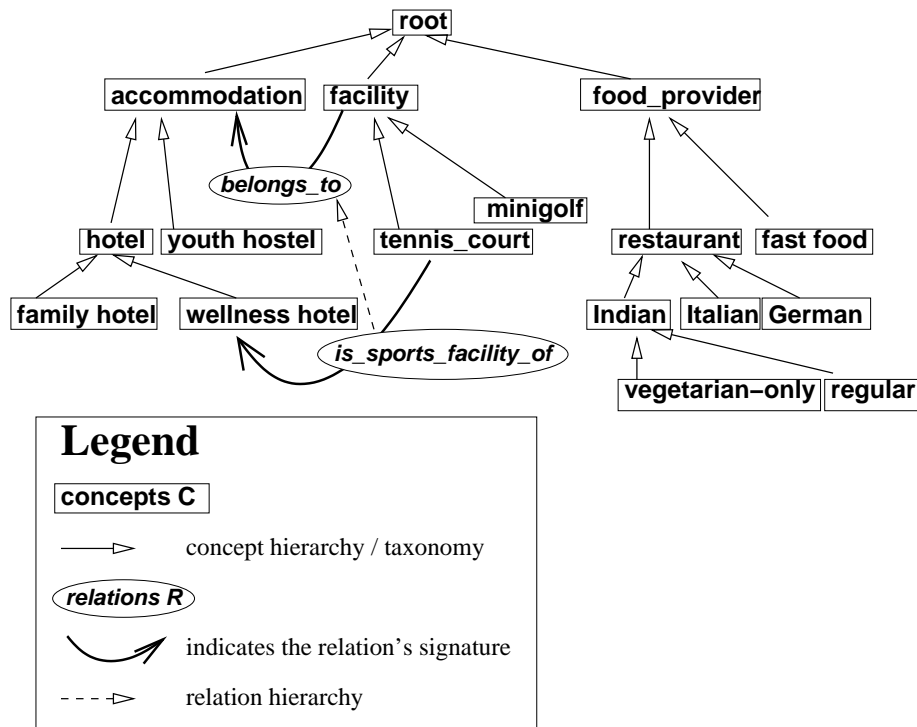 root
accommodation facility food_provider
belongs_to
minigolf
hotel youth hostel tennis_court restaurant fast food
family hotel wellness hotel Indian Italian German
is_sports_facility_of
vegetarian−only regular
Legend
concepts C
concept hierarchy / taxonomy
relations R
indicates the relation's signature
relation hierarchy